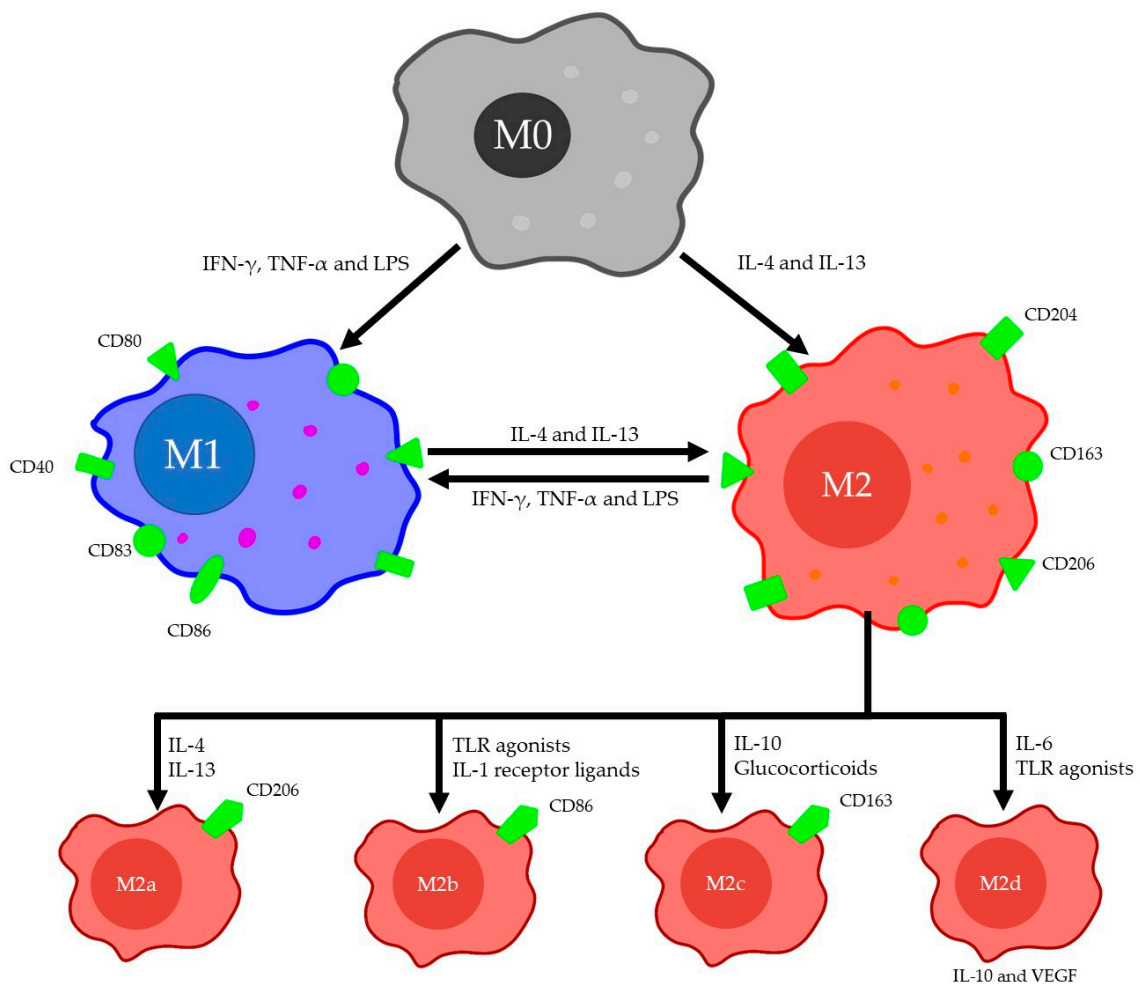 M0
IFN-γ, TNF-α and LPS
IL-4 and IL-13
CD80
CD204
M1
IL-4 and IL-13
CD40
CD163
M2
IFN-γ, TNF-α and LPS
CD83
CD206
CD86
IL-4
IL-13
TLR agonists
IL-1 receptor ligands
IL-10
Glucocorticoids
IL-6
TLR agonists
CD206
CD86
CD163
M2a
M2b
M2c
M2d
IL-10 and VEGF